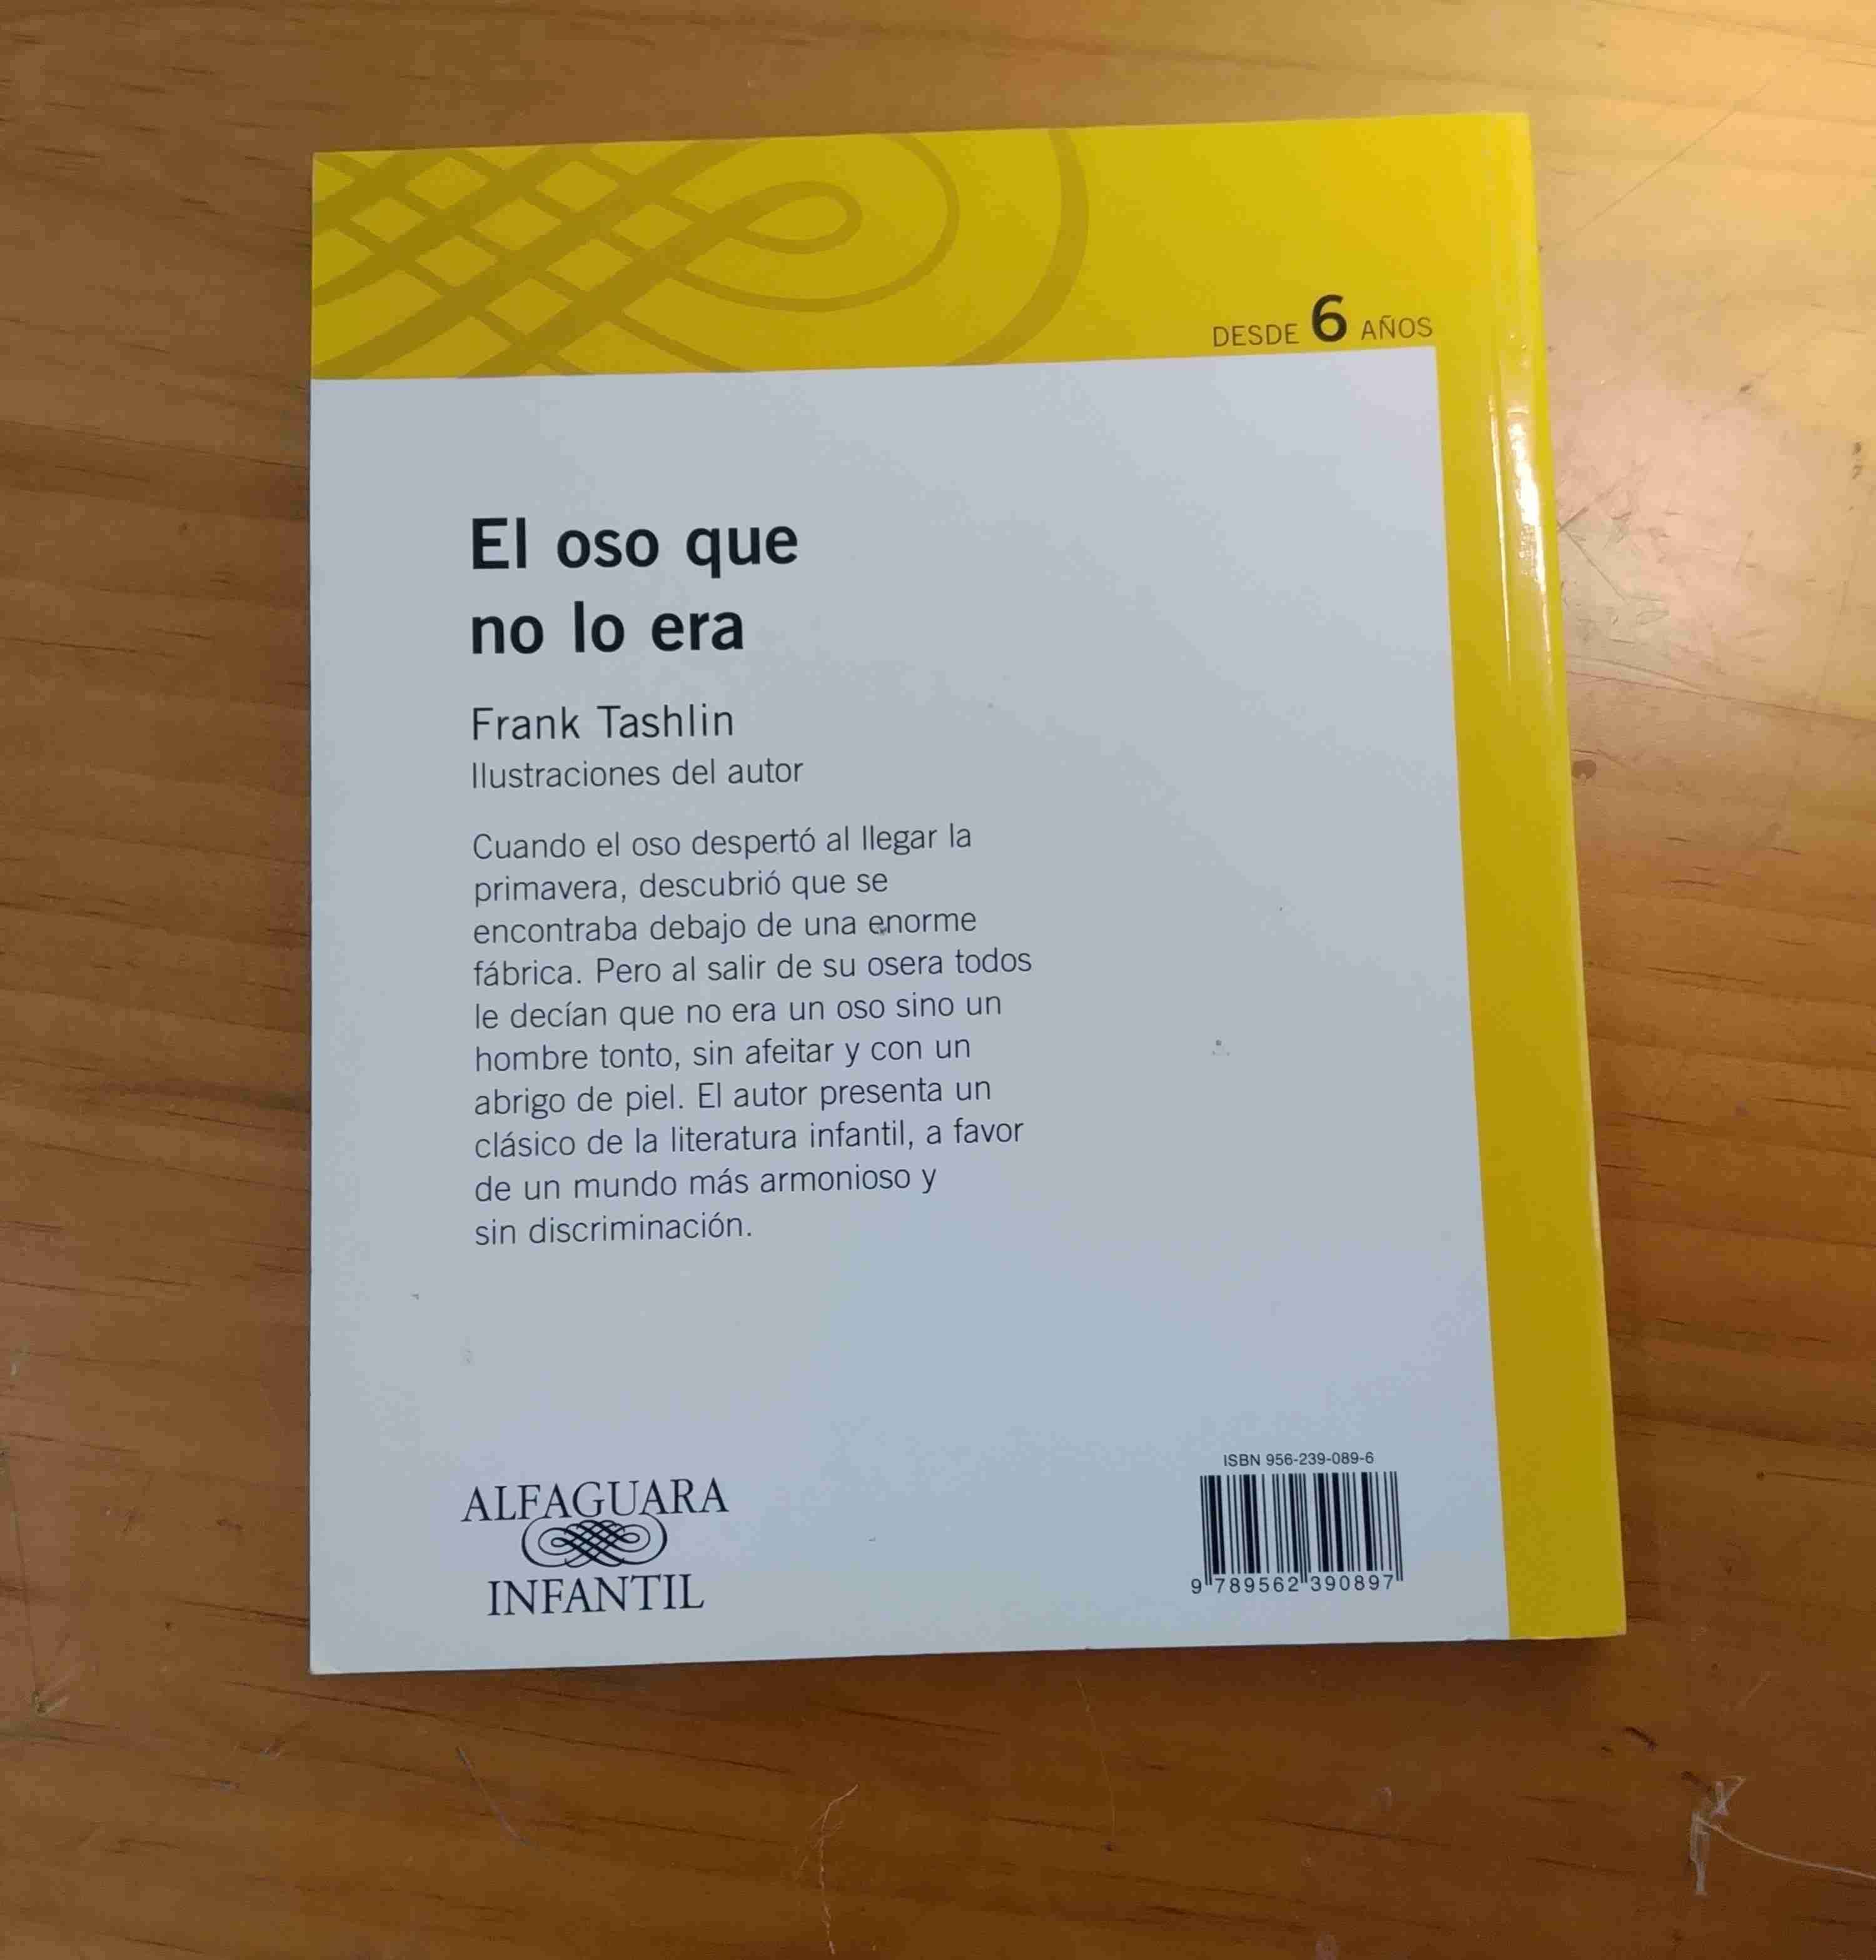 DESDE 6 AÑOS
El oso que
no lo era
Frank Tashlin
Ilustraciones del autor
Cuando el oso despertó al llegar la
primavera, descubrió que se
encontraba debajo de una enorme
fábrica. Pero al salir de su osera todos
le decían que no era un oso sino un
hombre tonto, sin afeitar y con un
abrigo de piel. El autor presenta un
clásico de la literatura infantil, a favor
de un mundo más armonioso y
sin discriminación.
ALFAGUARA
INFANTIL
ISBN 956-239-089-6
9 789562 390897